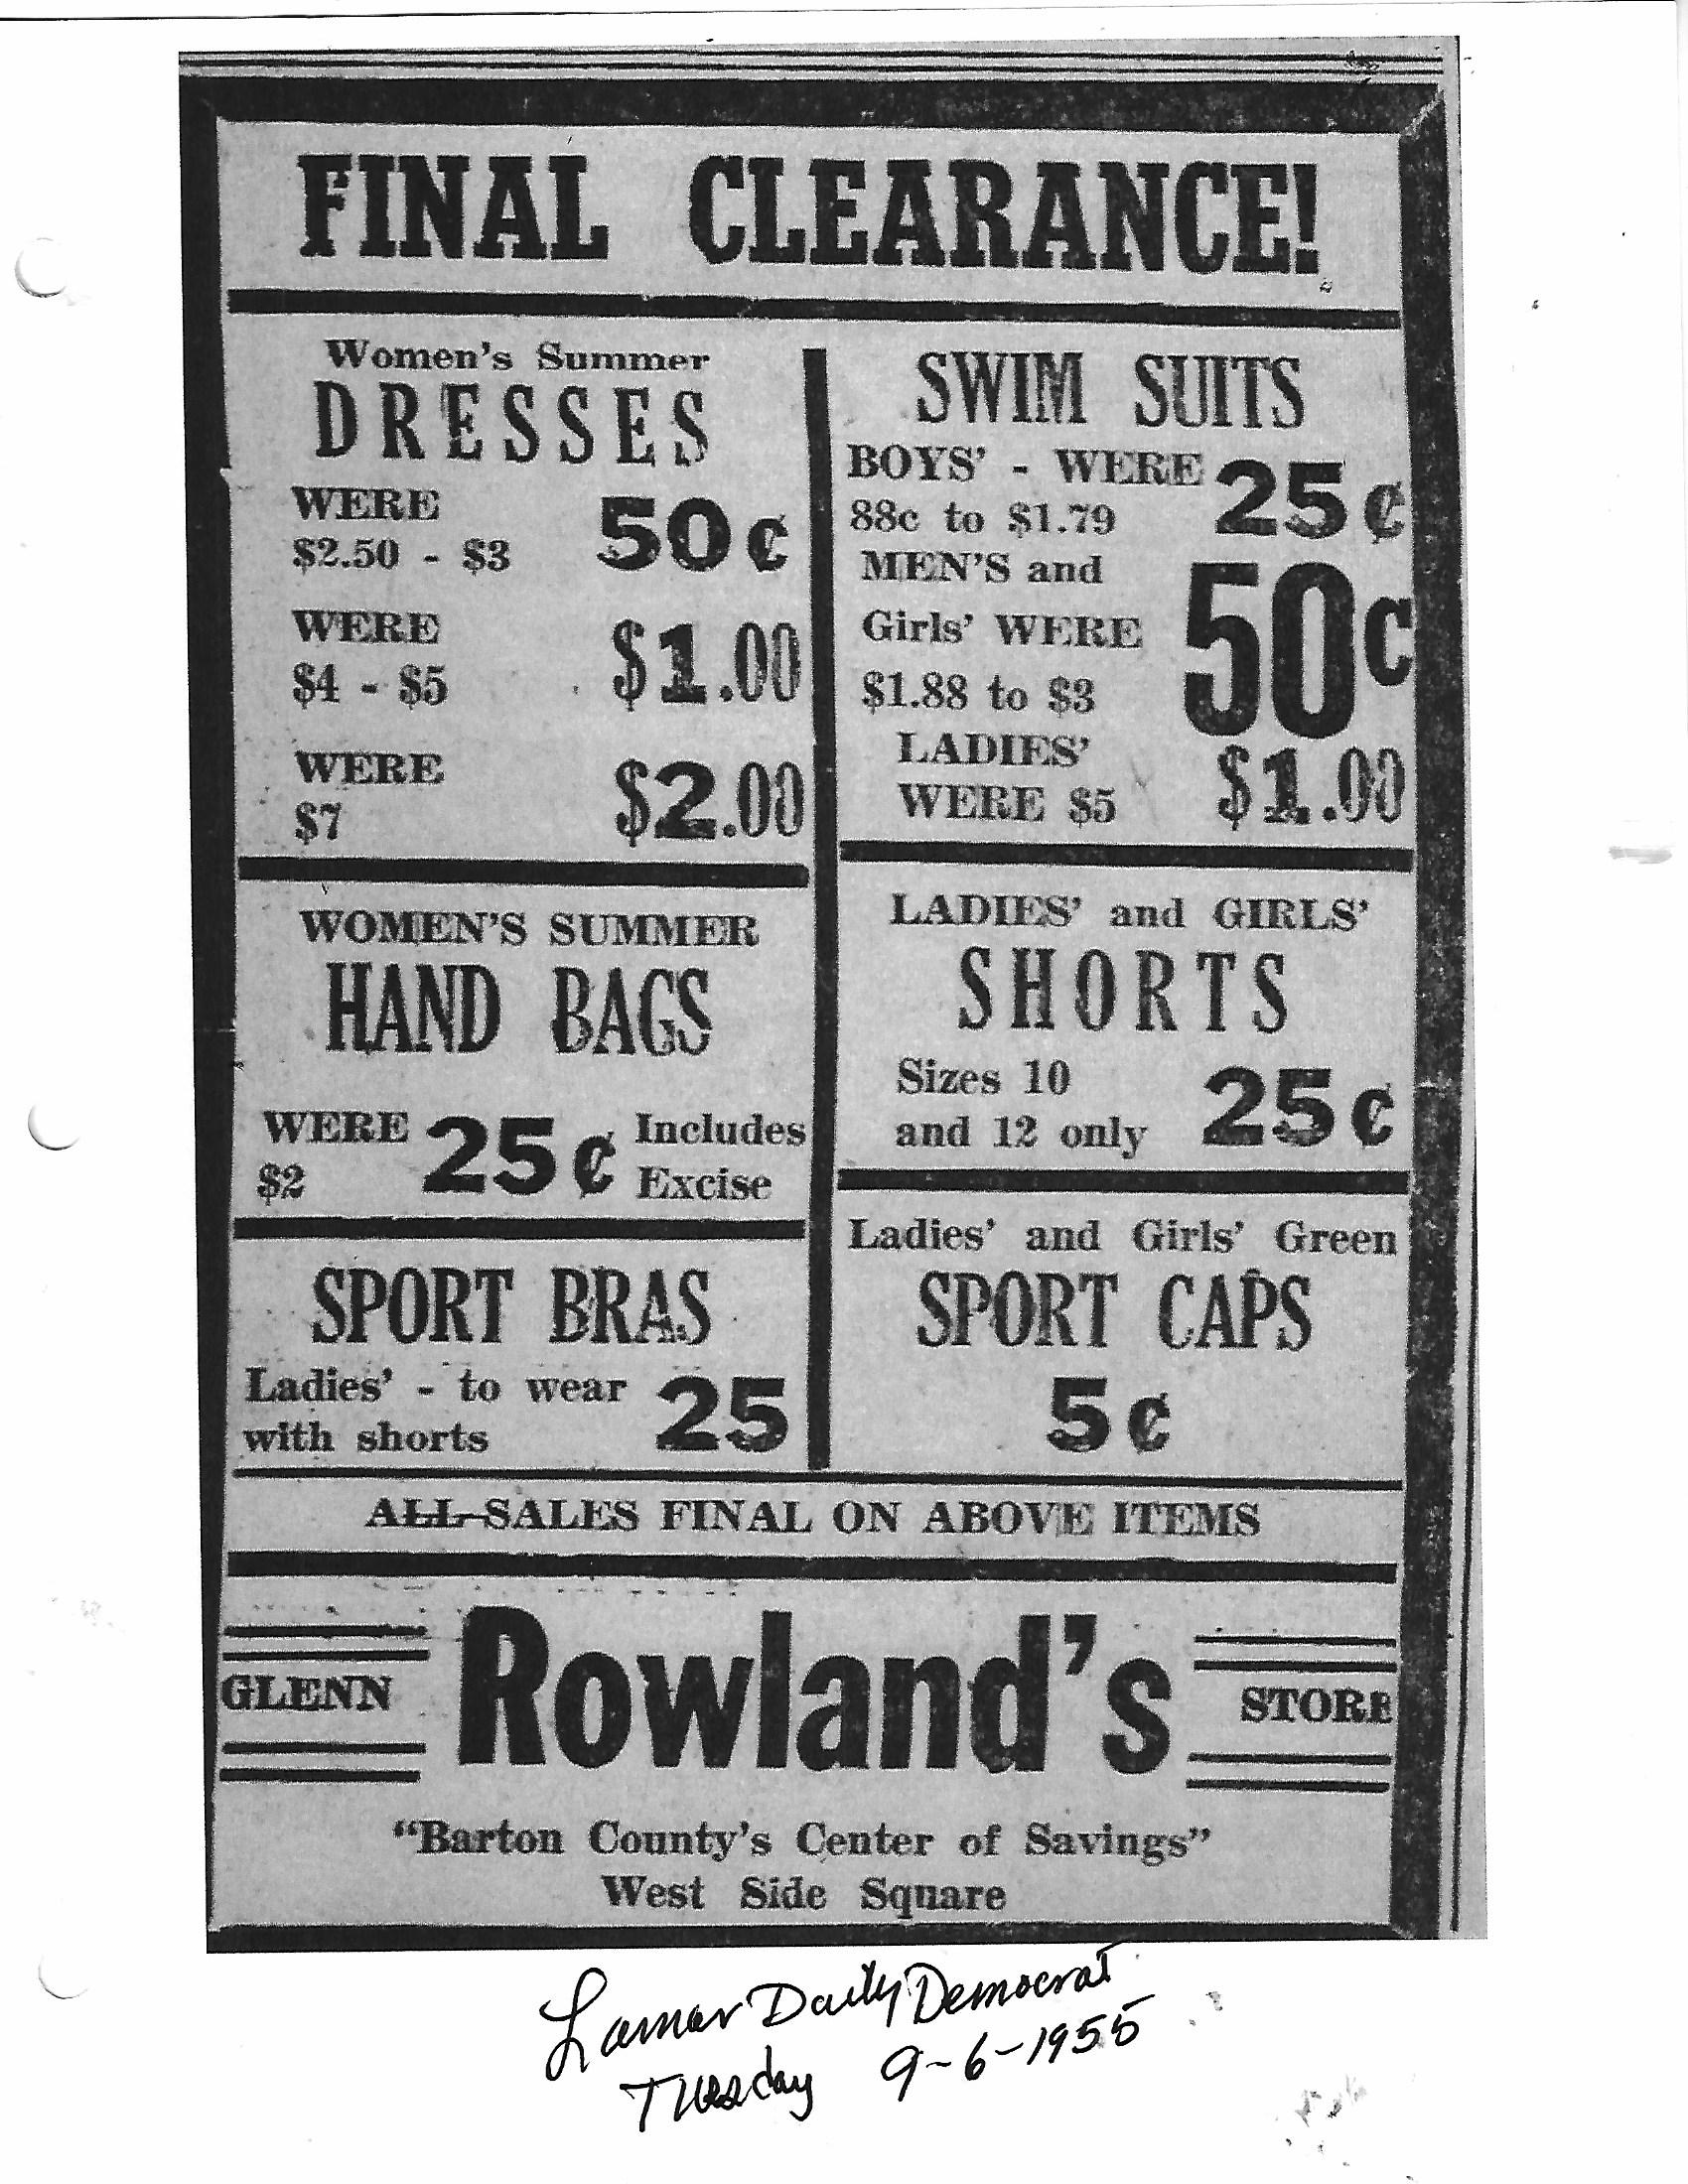 FINAL CLEARANCE!
Women's Summer
DRESSES
WERE
$2.50 - $3
50¢
WERE
$4 - $5
$1.00
WERE
$7
$2.00
WOMEN'S SUMMER
HAND BAGS
WERE
$2
25¢
Includes
Excise
SPORT BRAS
Ladies' - to wear
with shorts
25
SWIM SUITS
BOYS' - WERE
88c to $1.79
25¢
MEN'S and
Girls' WERE
$1.88 to $3
50¢
LADIES'
WERE $5
$1.00
LADIES' and GIRLS'
SHORTS
Sizes 10
and 12 only
25¢
Ladies' and Girls' Green
SPORT CAPS
5¢
ALL SALES FINAL ON ABOVE ITEMS
GLENN Rowland's STORE
"Barton County's Center of Savings"
West Side Square
Lamar Daily Democrat
Tuesday 9-6-1955